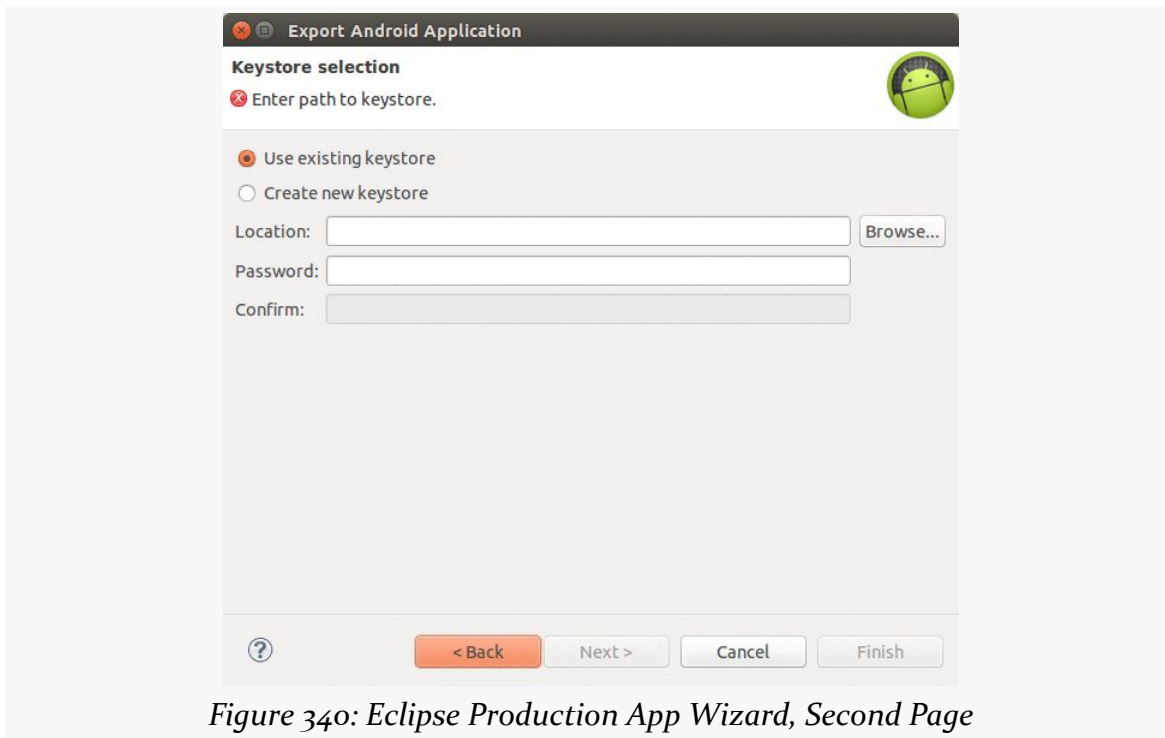 Export Android Application
Keystore selection
Enter path to keystore.
Use existing keystore
Create new keystore
Location:
Browse...
Password:
Confirm:
?
< Back
Next >
Cancel
Finish
Figure 340: Eclipse Production App Wizard, Second Page